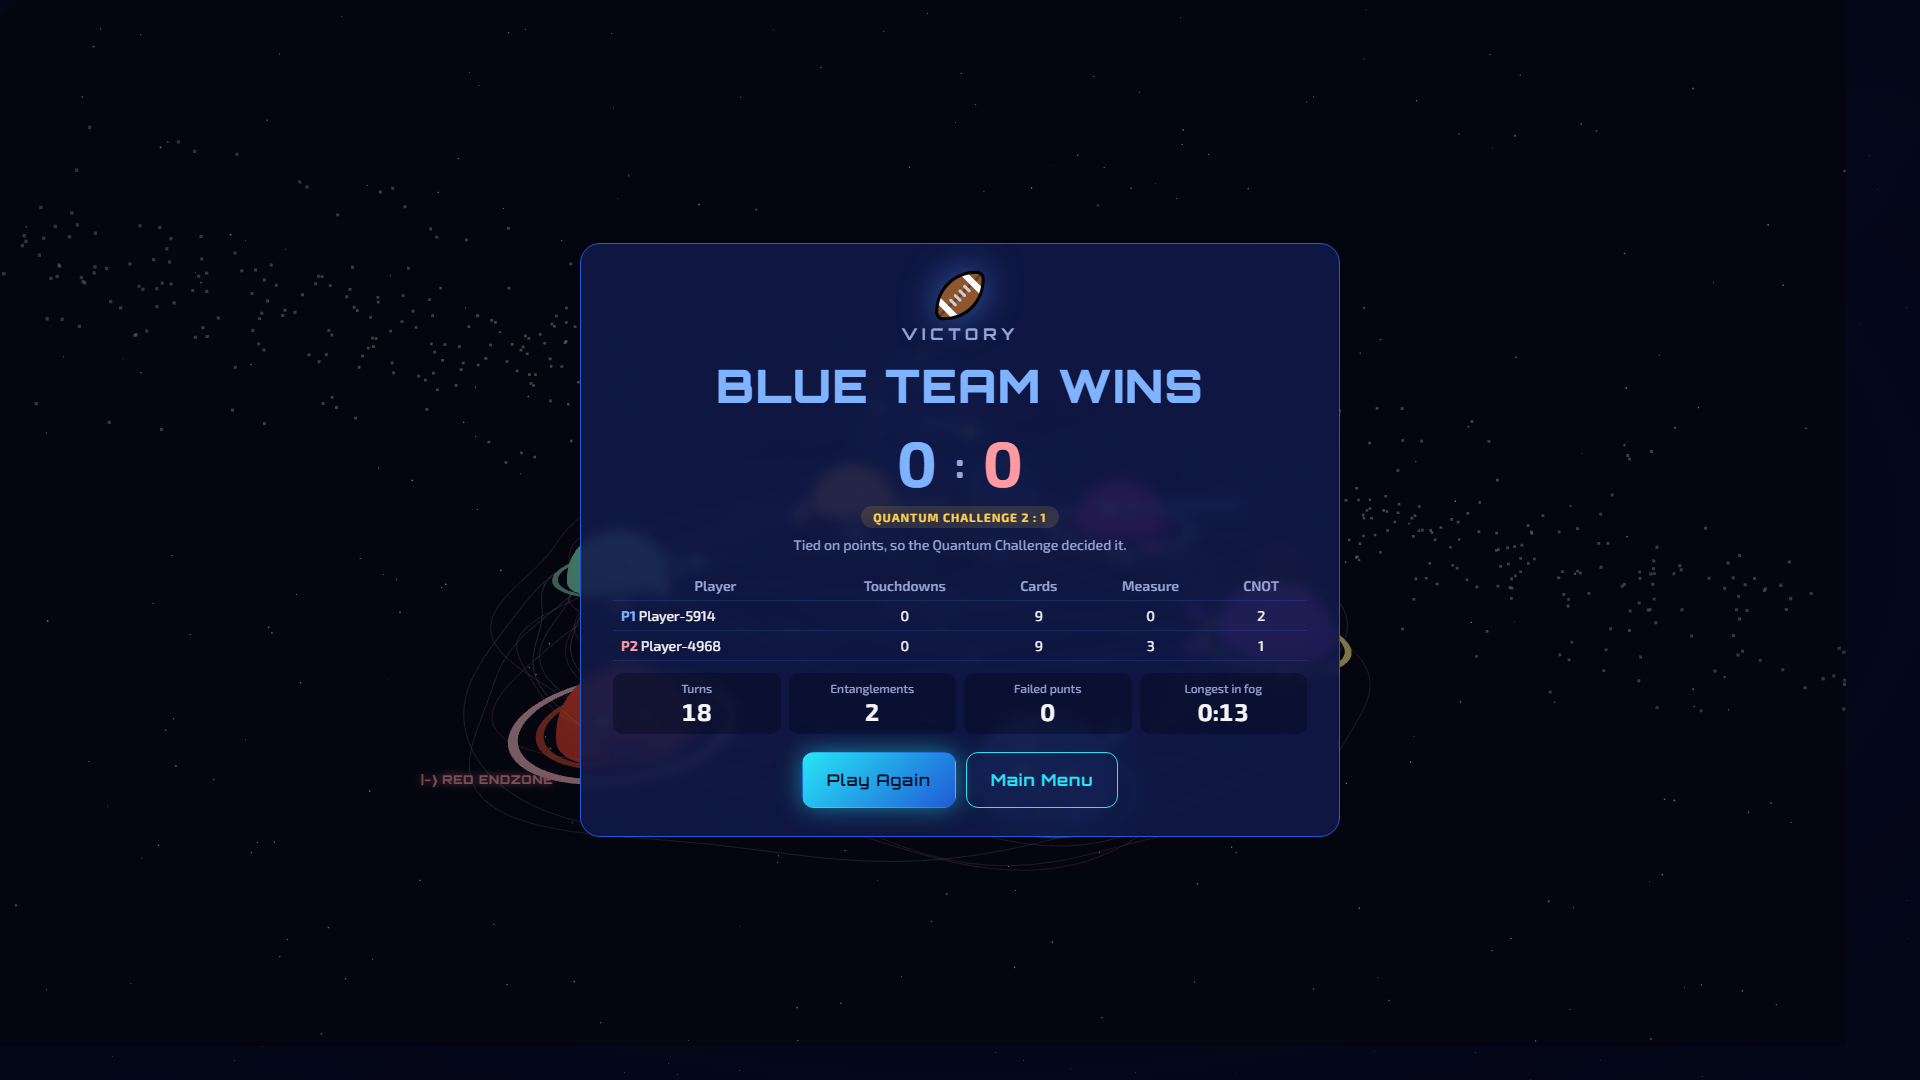 VICTORY
BLUE TEAM WINS
0 : 0
QUANTUM CHALLENGE 2 : 1
Tied on points, so the Quantum Challenge decided it.
Player Touchdowns Cards Measure CNOT
P1 Player-5914 0 9 0 2
P2 Player-4968 0 9 3 1
Turns Entanglements Failed punts Longest in fog
18 2 0 0:13
|-⟩ RED ENDZONE
Play Again Main Menu